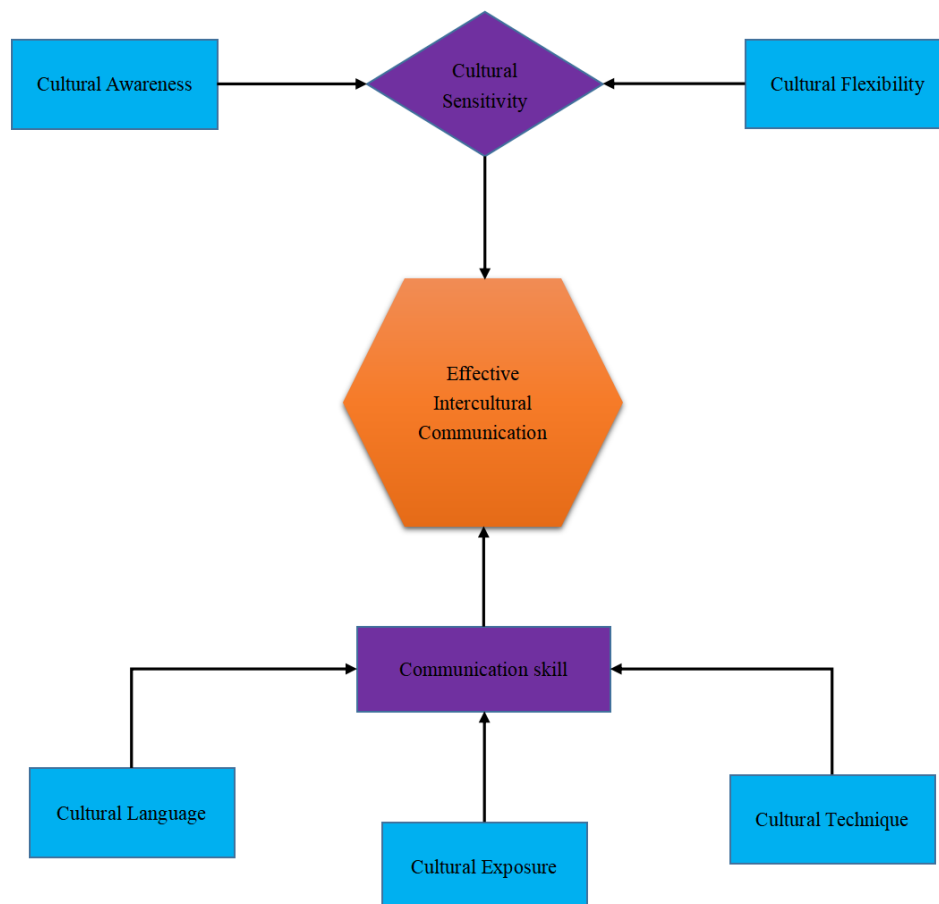 Cultural Awareness
Cultural
Sensitivity
Cultural Flexibility
Effective
Intercultural
Communication
Communication skill
Cultural Language
Cultural Exposure
Cultural Technique